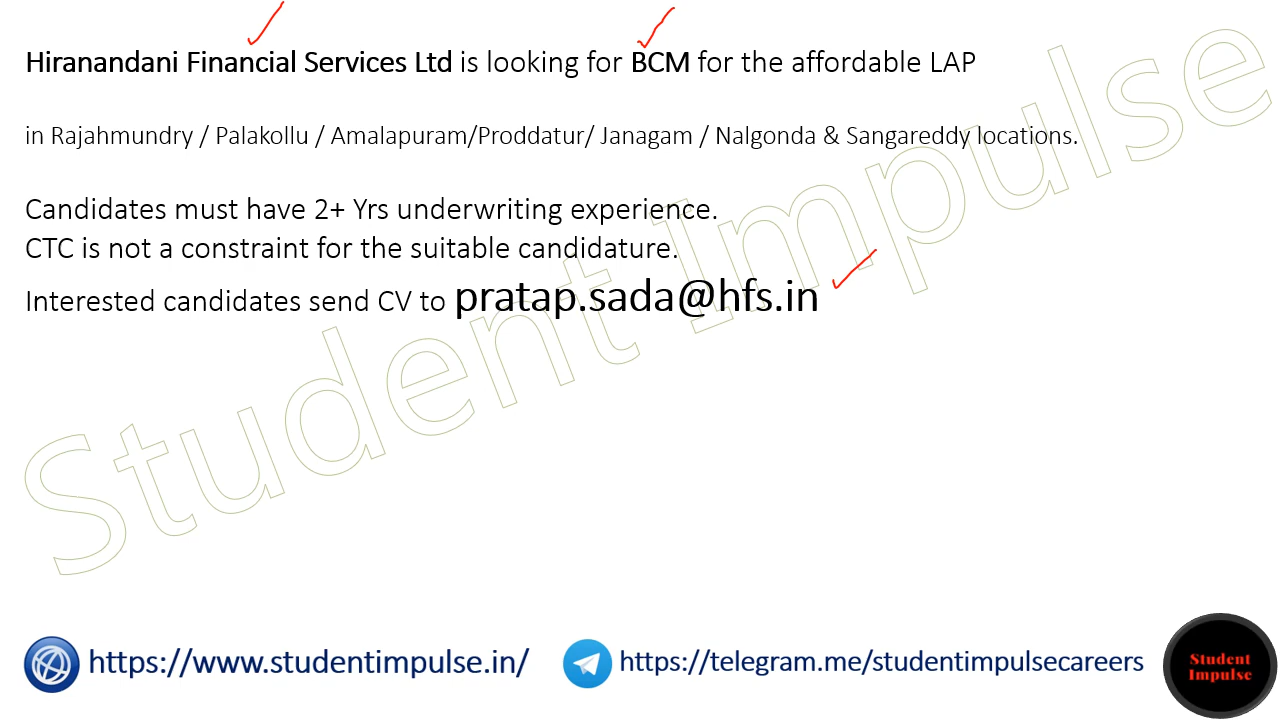 Hiranandani Financial Services Ltd is looking for BCM for the affordable LAP
in Rajahmundry / Palakollu / Amalapuram/Proddatur/ Janagam / Nalgonda & Sangareddy locations.
Candidates must have 2+ Yrs underwriting experience.
CTC is not a constraint for the suitable candidature.
Interested candidates send CV to pratap.sada@hfs.in
Student Impulse
https://www.studentimpulse.in/
https://telegram.me/studentimpulsecareers
Student
Impulse